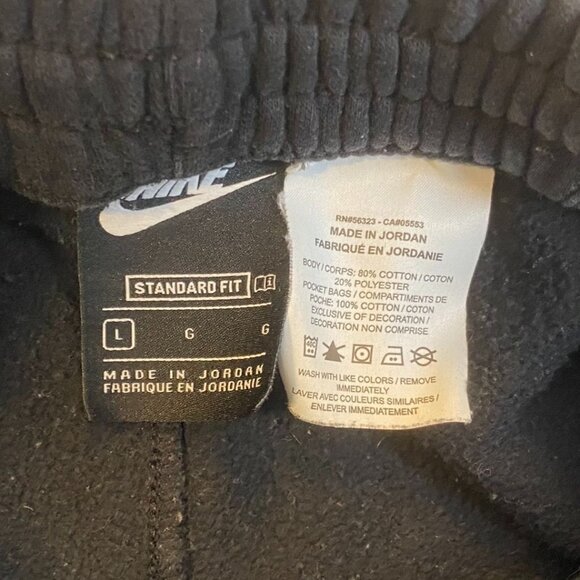 NIKE
STANDARD FIT
L G G
MADE IN JORDAN
FABRIQUE EN JORDANIE
RN#56323 - CA#05553
MADE IN JORDAN
FABRIQUÉ EN JORDANIE
BODY / CORPS: 80% COTTON / COTON
20% POLYESTER
POCKET BAGS / COMPARTIMENTS DE
POCHE: 100% COTTON / COTON
EXCLUSIVE OF DECORATION /
DECORATION NON COMPRISE
WASH WITH LIKE COLORS / REMOVE
IMMEDIATELY
LAVER AVEC COULEURS SIMILAIRES /
ENLEVER IMMEDIATEMENT